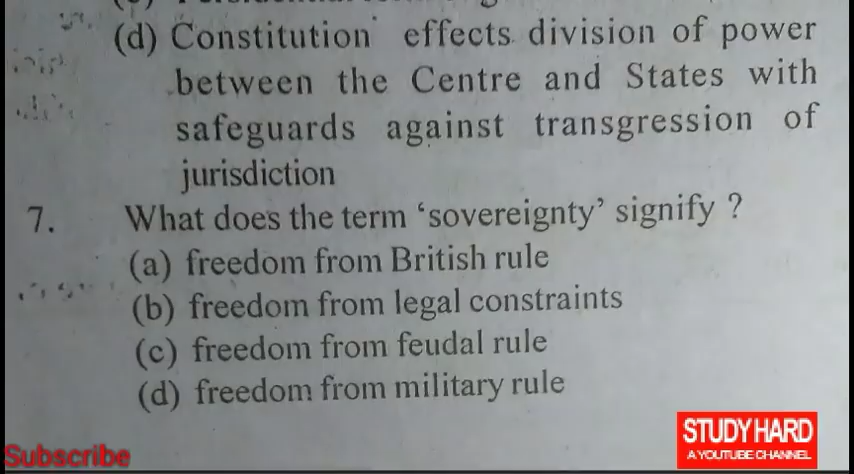 (d) Constitution effects division of power
between the Centre and States with
safeguards against transgression of
jurisdiction
7. What does the term ‘sovereignty’ signify ?
(a) freedom from British rule
(b) freedom from legal constraints
(c) freedom from feudal rule
(d) freedom from military rule
STUDY HARD
A YOUTUBE CHANNEL
Subscribe